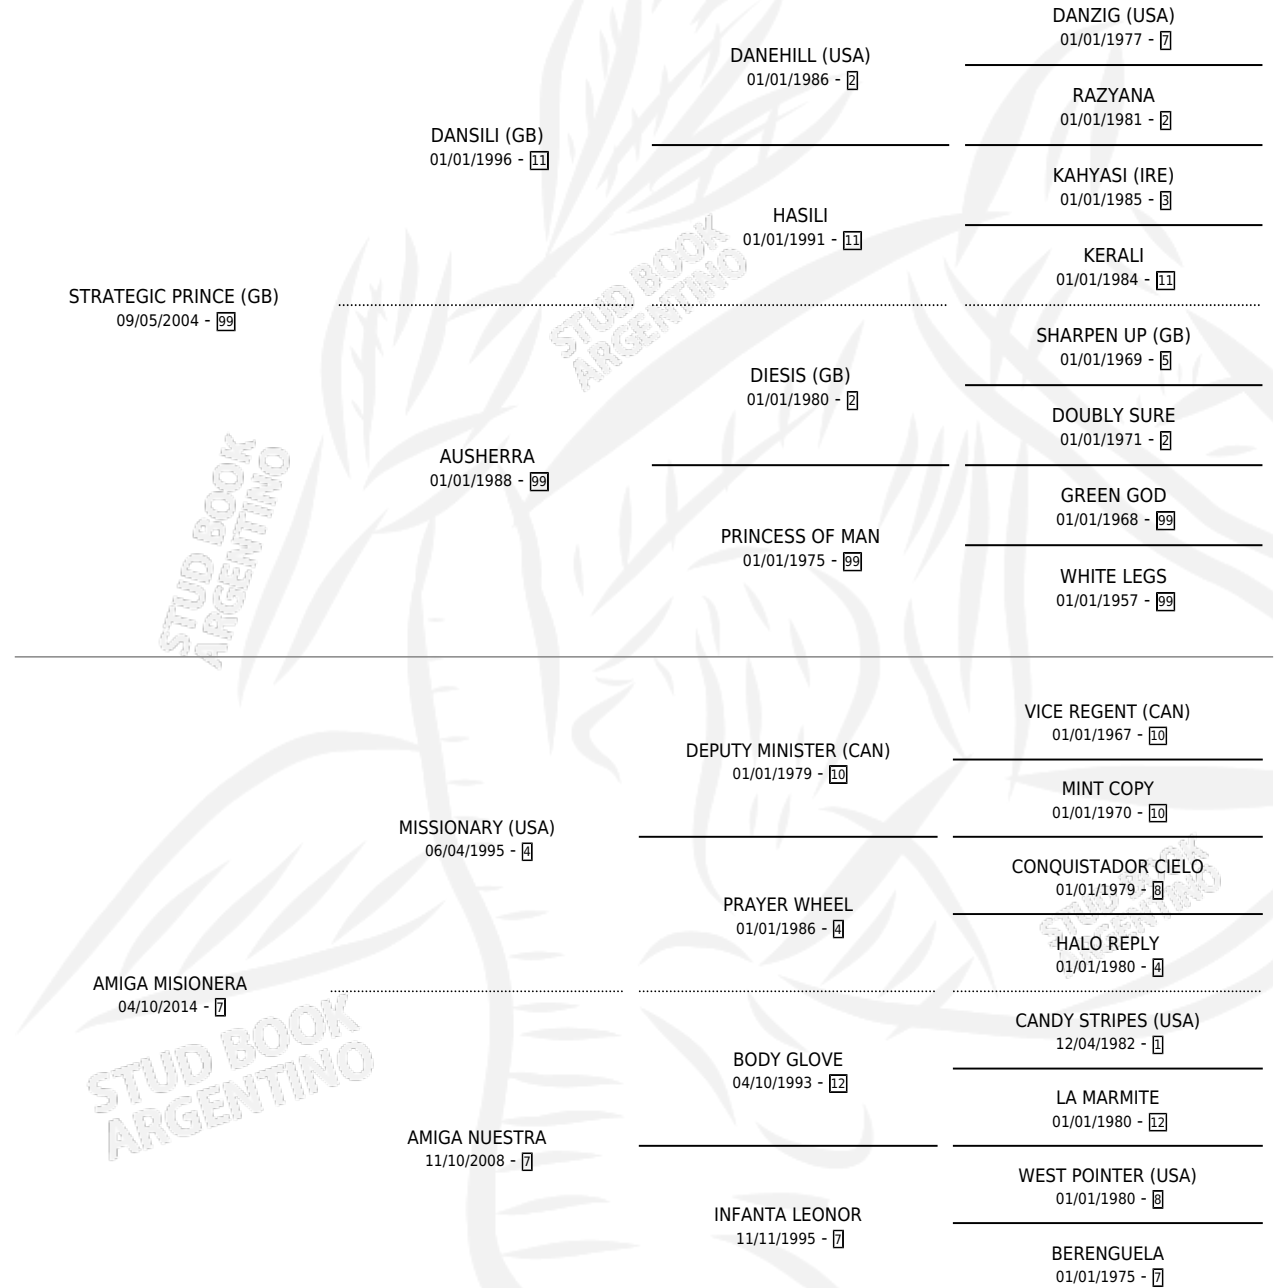 DANZIG (USA)
01/01/1977 - 7
DANEHILL (USA)
01/01/1986 - 2
RAZYANA
01/01/1981 - 2
DANSILI (GB)
01/01/1996 - 11
KAHYASI (IRE)
01/01/1985 - 3
HASILI
01/01/1991 - 11
KERALI
01/01/1984 - 11
STRATEGIC PRINCE (GB)
09/05/2004 - 99
STUD BOOK
ARGENTINO
SHARPEN UP (GB)
01/01/1969 - 5
DIESIS (GB)
01/01/1980 - 2
DOUBLY SURE
01/01/1971 - 2
AUSHERRA
01/01/1988 - 99
GREEN GOD
01/01/1968 - 99
PRINCESS OF MAN
01/01/1975 - 99
WHITE LEGS
01/01/1957 - 99
STUD BOOK
ARGENTINO
VICE REGENT (CAN)
01/01/1967 - 10
DEPUTY MINISTER (CAN)
01/01/1979 - 10
MINT COPY
01/01/1970 - 10
MISSIONARY (USA)
06/04/1995 - 4
CONQUISTADOR CIELO
01/01/1979 - 8
PRAYER WHEEL
01/01/1986 - 4
HALO REPLY
01/01/1980 - 4
STUD BOOK
ARGENTINO
AMIGA MISIONERA
04/10/2014 - 7
CANDY STRIPES (USA)
12/04/1982 - 1
BODY GLOVE
04/10/1993 - 12
LA MARMITE
01/01/1980 - 12
STUD BOOK
ARGENTINO
AMIGA NUESTRA
11/10/2008 - 7
WEST POINTER (USA)
01/01/1980 - 8
INFANTA LEONOR
11/11/1995 - 7
BERENGUELA
01/01/1975 - 7